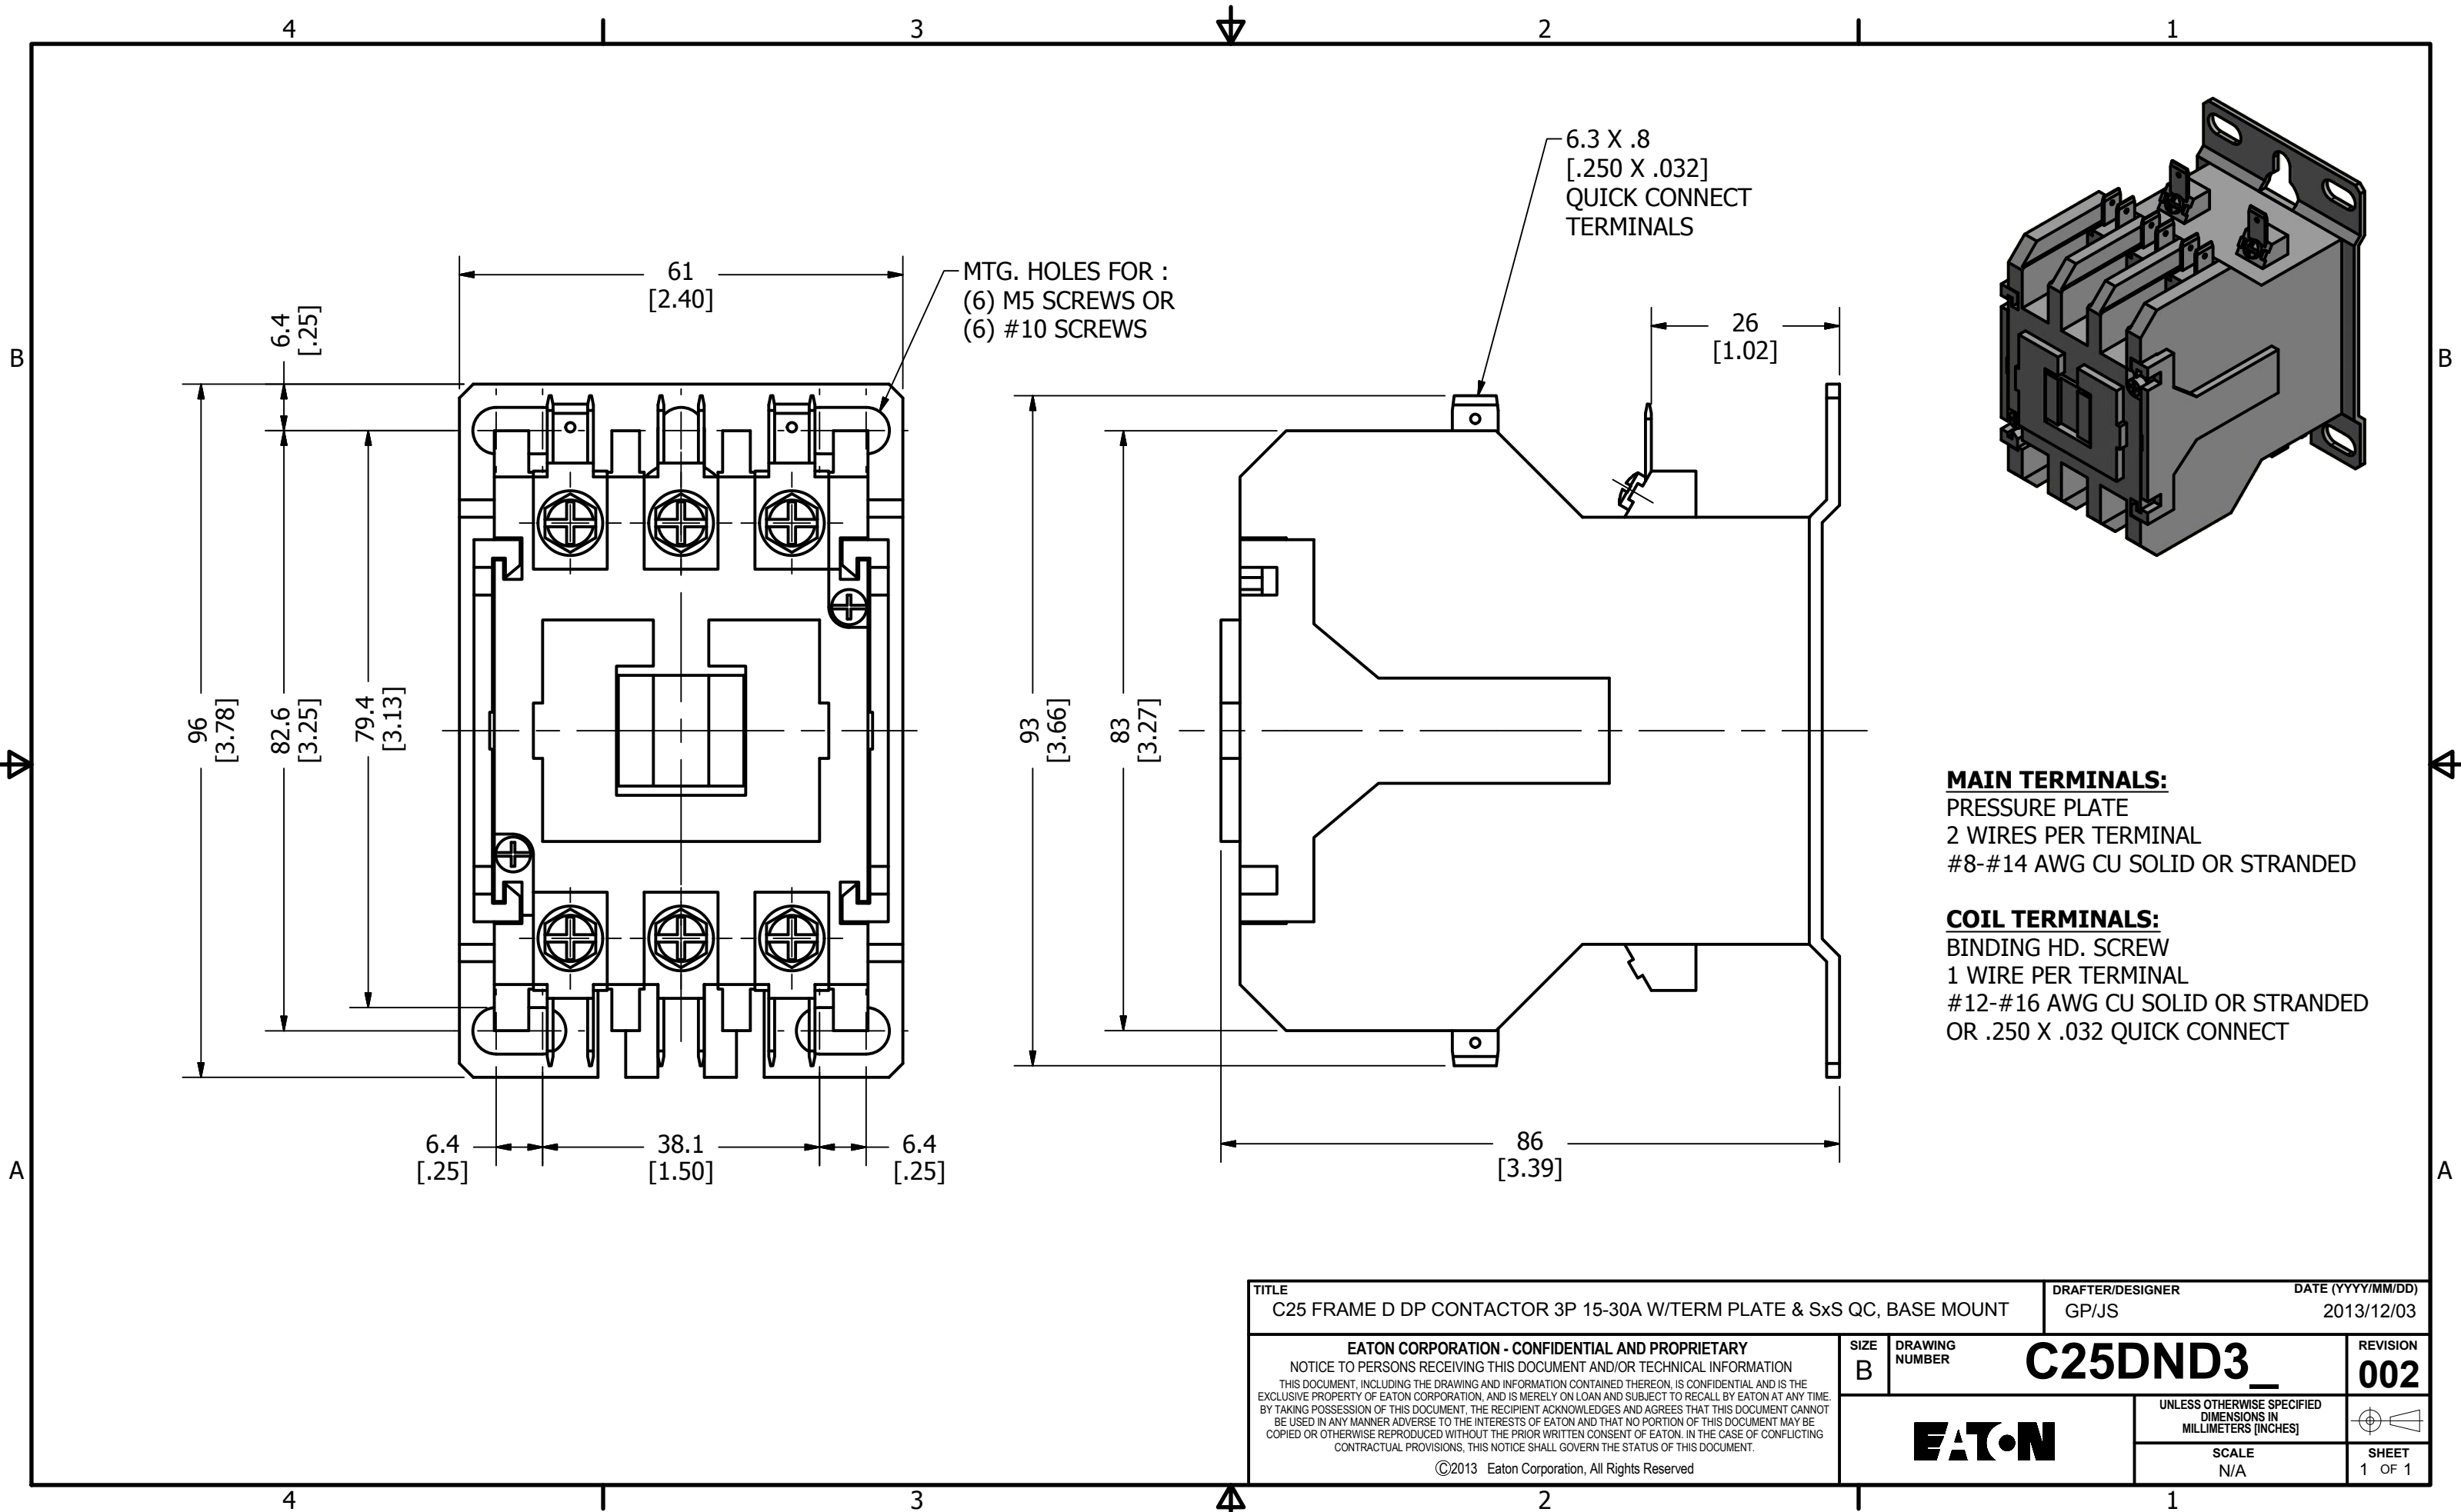 4
3
2
1
B
B
A
A
6.3 X .8
[.250 X .032]
QUICK CONNECT
TERMINALS
61
[2.40]
MTG. HOLES FOR :
(6) M5 SCREWS OR
(6) #10 SCREWS
6.4
[.25]
26
[1.02]
96
[3.78]
82.6
[3.25]
79.4
[3.13]
93
[3.66]
83
[3.27]
MAIN TERMINALS:
PRESSURE PLATE
2 WIRES PER TERMINAL
#8-#14 AWG CU SOLID OR STRANDED
COIL TERMINALS:
BINDING HD. SCREW
1 WIRE PER TERMINAL
#12-#16 AWG CU SOLID OR STRANDED
OR .250 X .032 QUICK CONNECT
6.4
[.25]
38.1
[1.50]
6.4
[.25]
86
[3.39]
TITLE
C25 FRAME D DP CONTACTOR 3P 15-30A W/TERM PLATE & SxS QC, BASE MOUNT
DRAFTER/DESIGNER
GP/JS
DATE (YYYY/MM/DD)
2013/12/03
EATON CORPORATION - CONFIDENTIAL AND PROPRIETARY
NOTICE TO PERSONS RECEIVING THIS DOCUMENT AND/OR TECHNICAL INFORMATION
THIS DOCUMENT, INCLUDING THE DRAWING AND INFORMATION CONTAINED THEREON, IS CONFIDENTIAL AND IS THE
EXCLUSIVE PROPERTY OF EATON CORPORATION, AND IS MERELY ON LOAN AND SUBJECT TO RECALL BY EATON AT ANY TIME.
BY TAKING POSSESSION OF THIS DOCUMENT, THE RECIPIENT ACKNOWLEDGES AND AGREES THAT THIS DOCUMENT CANNOT
BE USED IN ANY MANNER ADVERSE TO THE INTERESTS OF EATON AND THAT NO PORTION OF THIS DOCUMENT MAY BE
COPIED OR OTHERWISE REPRODUCED WITHOUT THE PRIOR WRITTEN CONSENT OF EATON. IN THE CASE OF CONFLICTING
CONTRACTUAL PROVISIONS, THIS NOTICE SHALL GOVERN THE STATUS OF THIS DOCUMENT.
©2013 Eaton Corporation, All Rights Reserved
SIZE
B
DRAWING
NUMBER
C25DND3_
REVISION
002
EATON
UNLESS OTHERWISE SPECIFIED
DIMENSIONS IN
MILLIMETERS [INCHES]
SCALE
N/A
SHEET
1 OF 1
4
3
2
1